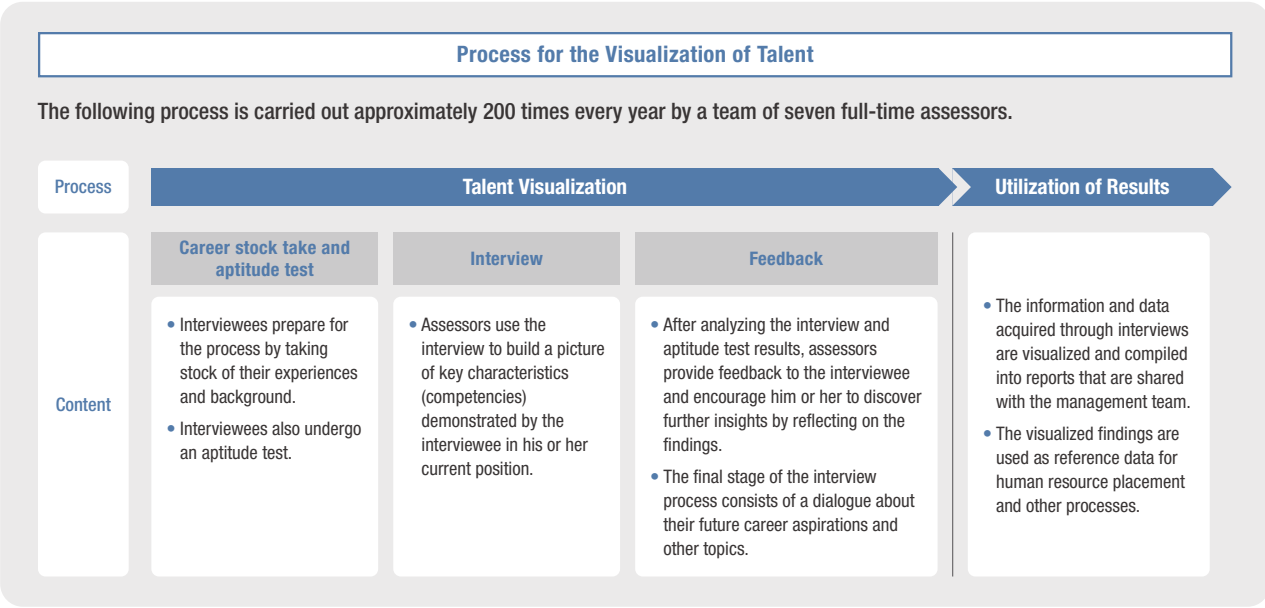 Process for the Visualization of Talent
The following process is carried out approximately 200 times every year by a team of seven full-time assessors.
Process
Talent Visualization
Utilization of Results
Content
Career stock take and
aptitude test
• Interviewees prepare for
the process by taking
stock of their experiences
and background.
• Interviewees also undergo
an aptitude test.
Interview
• Assessors use the
interview to build a picture
of key characteristics
(competencies)
demonstrated by the
interviewee in his or her
current position.
Feedback
• After analyzing the interview and
aptitude test results, assessors
provide feedback to the interviewee
and encourage him or her to discover
further insights by reflecting on the
findings.
• The final stage of the interview
process consists of a dialogue about
their future career aspirations and
other topics.
• The information and data
acquired through interviews
are visualized and compiled
into reports that are shared
with the management team.
• The visualized findings are
used as reference data for
human resource placement
and other processes.